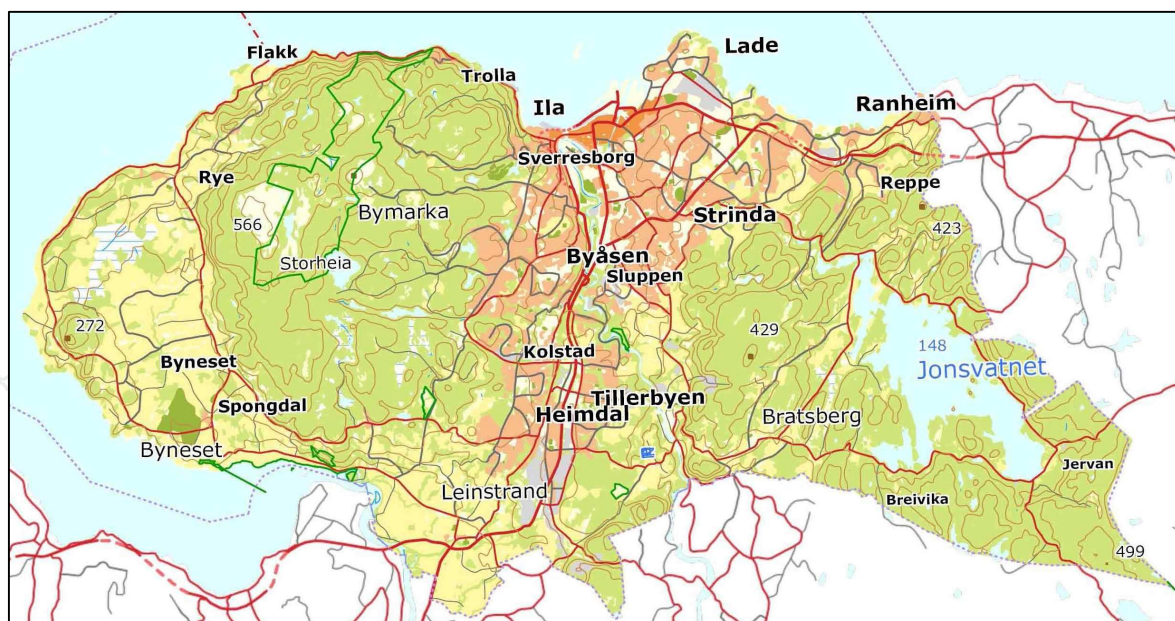 Flakk
Lade
Trolla
Ila
Ranheim
Sverresborg
Rye
Reppe
566
Bymarka
Strinda
423
Storheia
Byåsen
Sluppen
272
429
148
Kolstad
Jonsvatnet
Byneset
Tillerbyen
Spongdal
Heimdal
Bratsberg
Byneset
Jervan
Leinstrand
Breivika
499